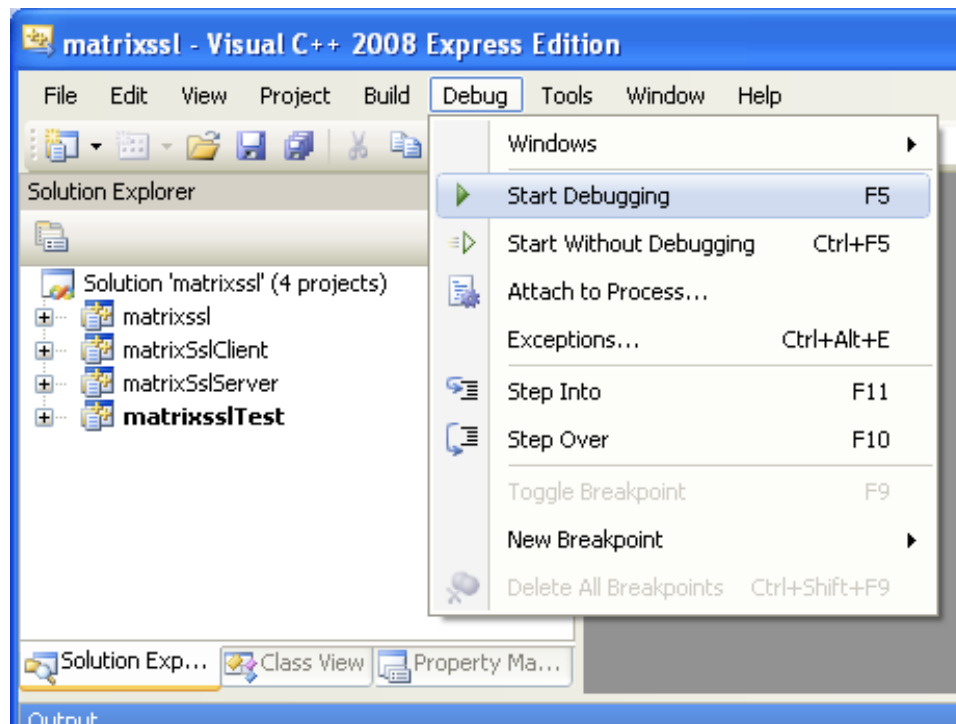 matrixssl - Visual C++ 2008 Express Edition
File Edit View Project Build Debug Tools Window Help
Solution Explorer
Solution 'matrixssl' (4 projects)
matrixssl
matrixSslClient
matrixSslServer
matrixsslTest
Windows
Start Debugging F5
Start Without Debugging Ctrl+F5
Attach to Process...
Exceptions... Ctrl+Alt+E
Step Into F11
Step Over F10
Toggle Breakpoint F9
New Breakpoint
Delete All Breakpoints Ctrl+Shift+F9
Solution Exp... Class View Property Ma...
Output